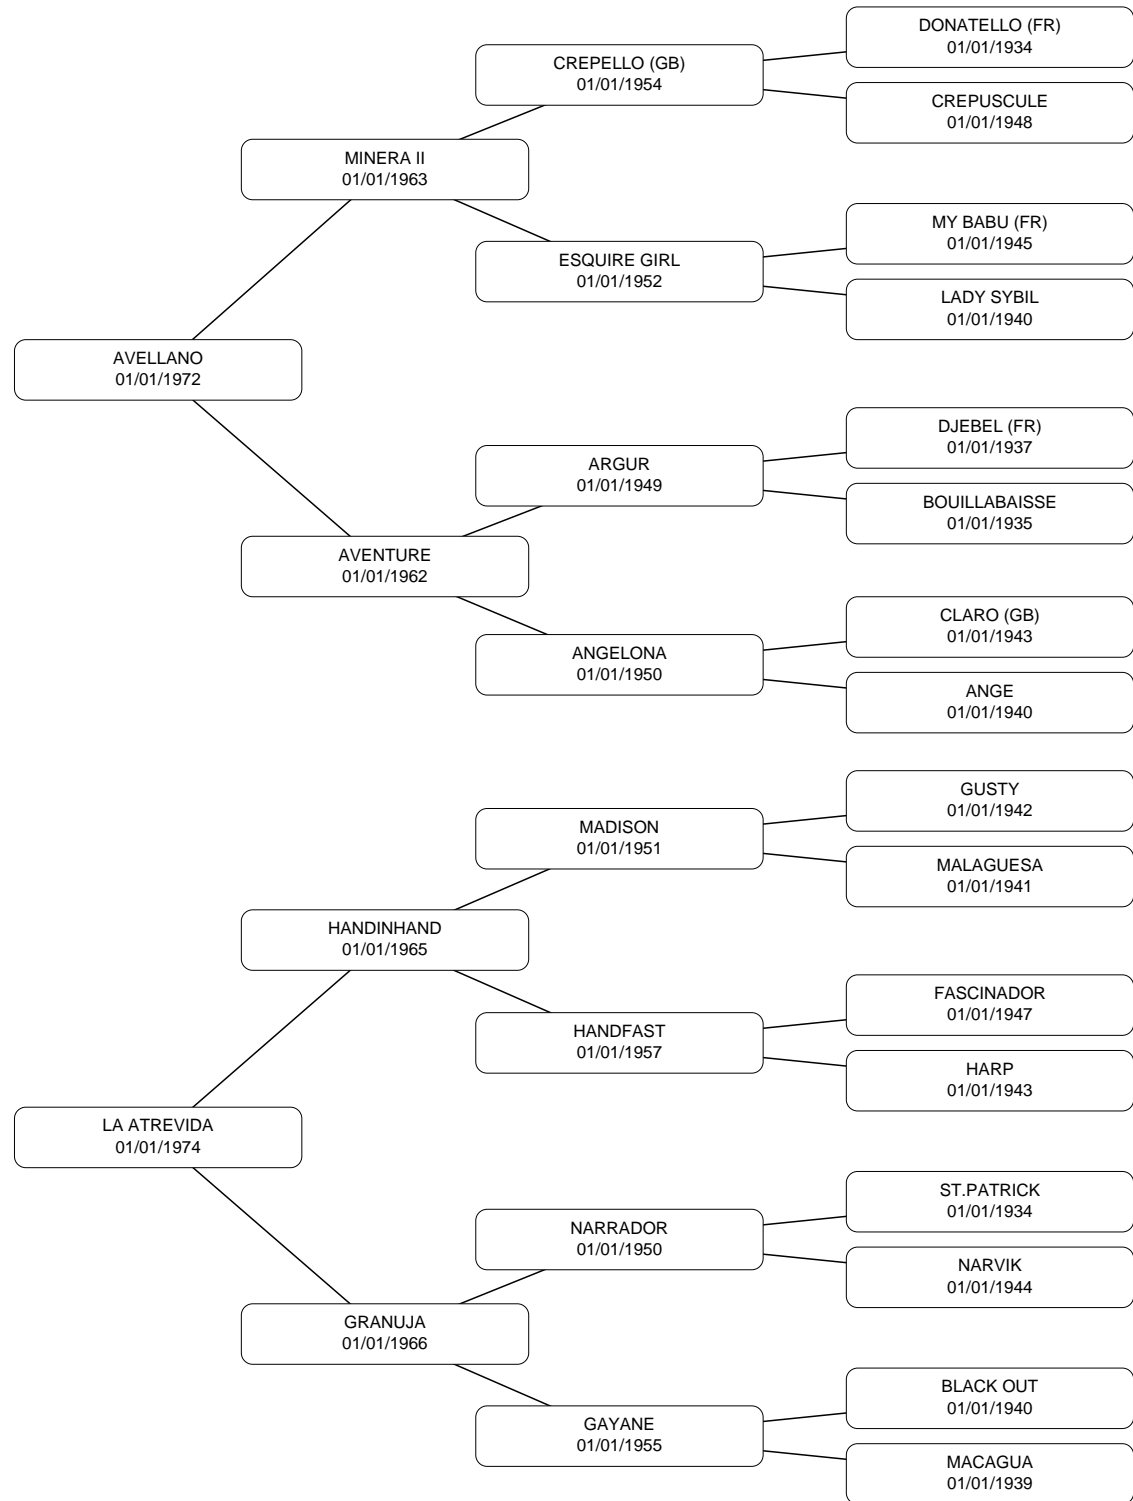 DONATELLO (FR)
01/01/1934
CREPELLO (GB)
01/01/1954
CREPUSCULE
01/01/1948
MINERA II
01/01/1963
MY BABU (FR)
01/01/1945
ESQUIRE GIRL
01/01/1952
LADY SYBIL
01/01/1940
AVELLANO
01/01/1972
DJEBEL (FR)
01/01/1937
ARGUR
01/01/1949
BOUILLABAISSE
01/01/1935
AVENTURE
01/01/1962
CLARO (GB)
01/01/1943
ANGELONA
01/01/1950
ANGE
01/01/1940
GUSTY
01/01/1942
MADISON
01/01/1951
MALAGUESA
01/01/1941
HANDINHAND
01/01/1965
FASCINADOR
01/01/1947
HANDFAST
01/01/1957
HARP
01/01/1943
LA ATREVIDA
01/01/1974
ST.PATRICK
01/01/1934
NARRADOR
01/01/1950
NARVIK
01/01/1944
GRANUJA
01/01/1966
BLACK OUT
01/01/1940
GAYANE
01/01/1955
MACAGUA
01/01/1939